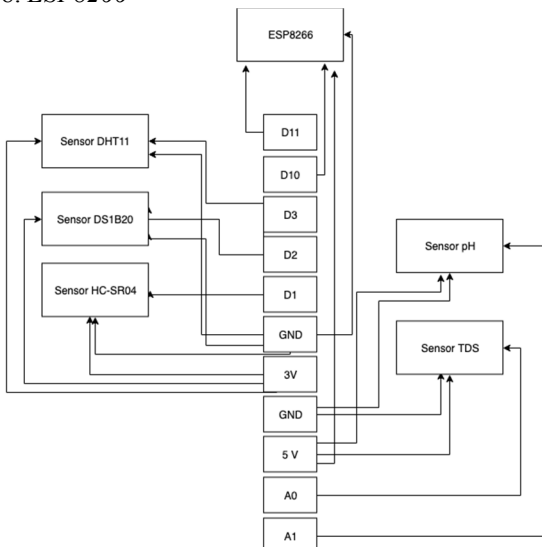 ESP8266
D11
Sensor DHT11
D10
D3
Sensor DS1B20
D2
Sensor pH
Sensor HC-SR04
D1
GND
Sensor TDS
3V
GND
5 V
A0
A1